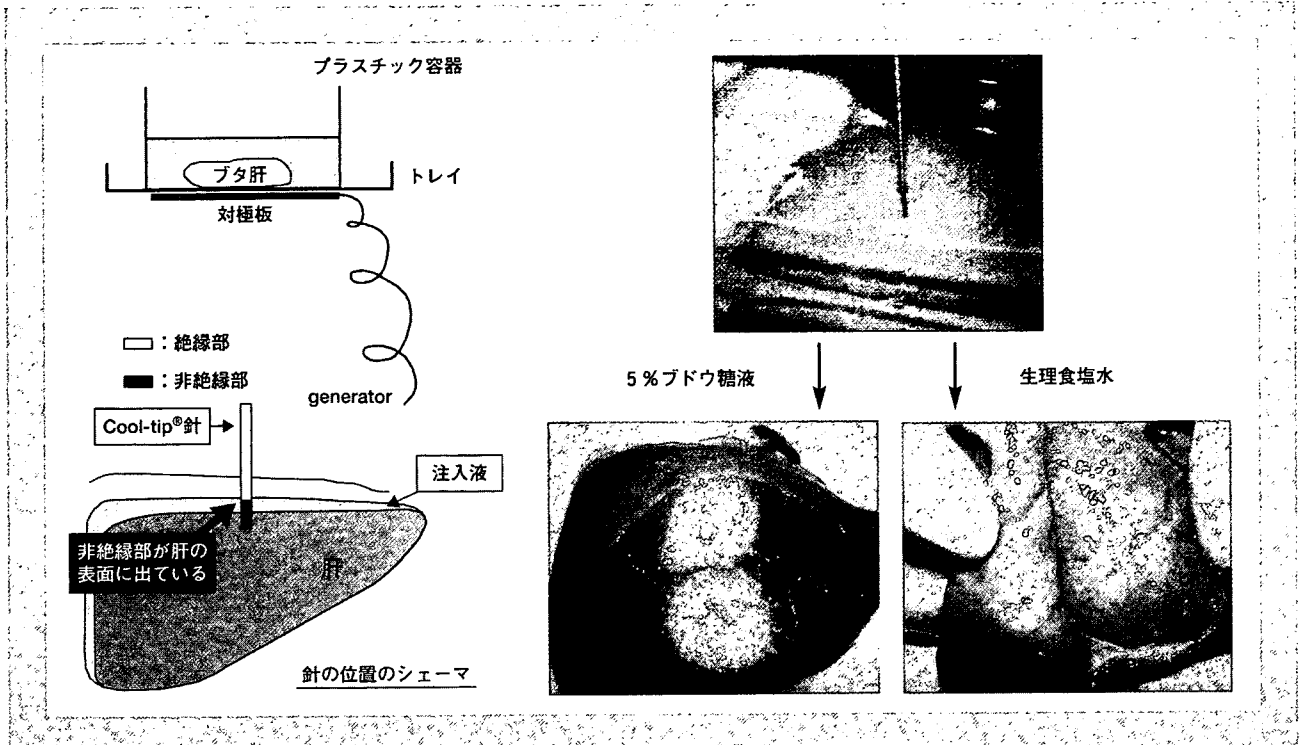 プラスチック容器
ブタ肝
トレイ
対極板
□：絶縁部
■：非絶縁部
generator
Cool-tip®針
注入液
非絶縁部が肝の
表面に出ている
肝
針の位置のシェーマ
5％ブドウ糖液
生理食塩水